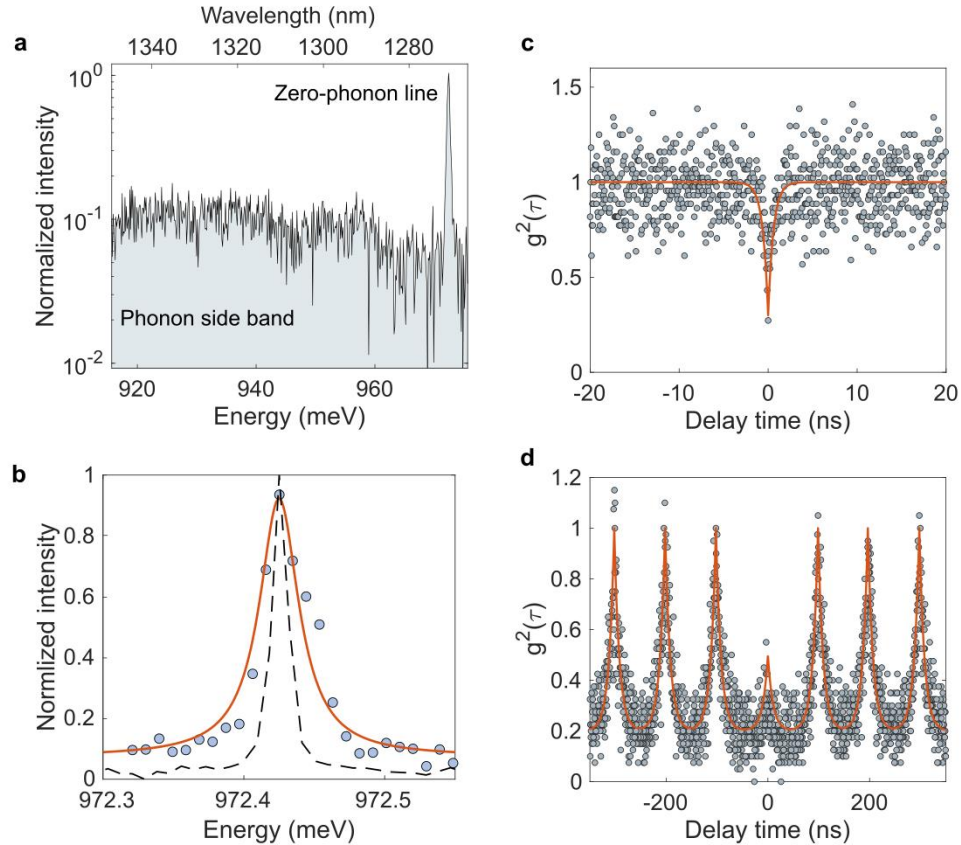 a
Wavelength (nm)
1340 1320 1300 1280
10^0
10^-1
10^-2
Normalized intensity
Zero-phonon line
Phonon side band
920 940 960
Energy (meV)
b
1
0.8
0.6
0.4
0.2
0
Normilized intensity
972.3 972.4 972.5
Energy (meV)
c
1.5
1
0.5
0
g^2(τ)
-20 -10 0 10 20
Delay time (ns)
d
1.2
1
0.8
0.6
0.4
0.2
0
g^2(τ)
-200 0 200
Delay time (ns)